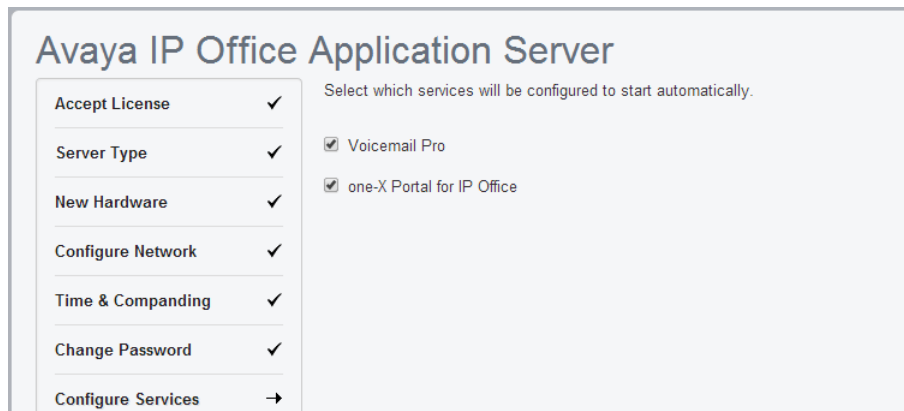 Avaya IP Office Application Server
Accept License
Server Type
New Hardware
Configure Network
Time & Companding
Change Password
Configure Services
Select which services will be configured to start automatically.
Voicemail Pro
one-X Portal for IP Office